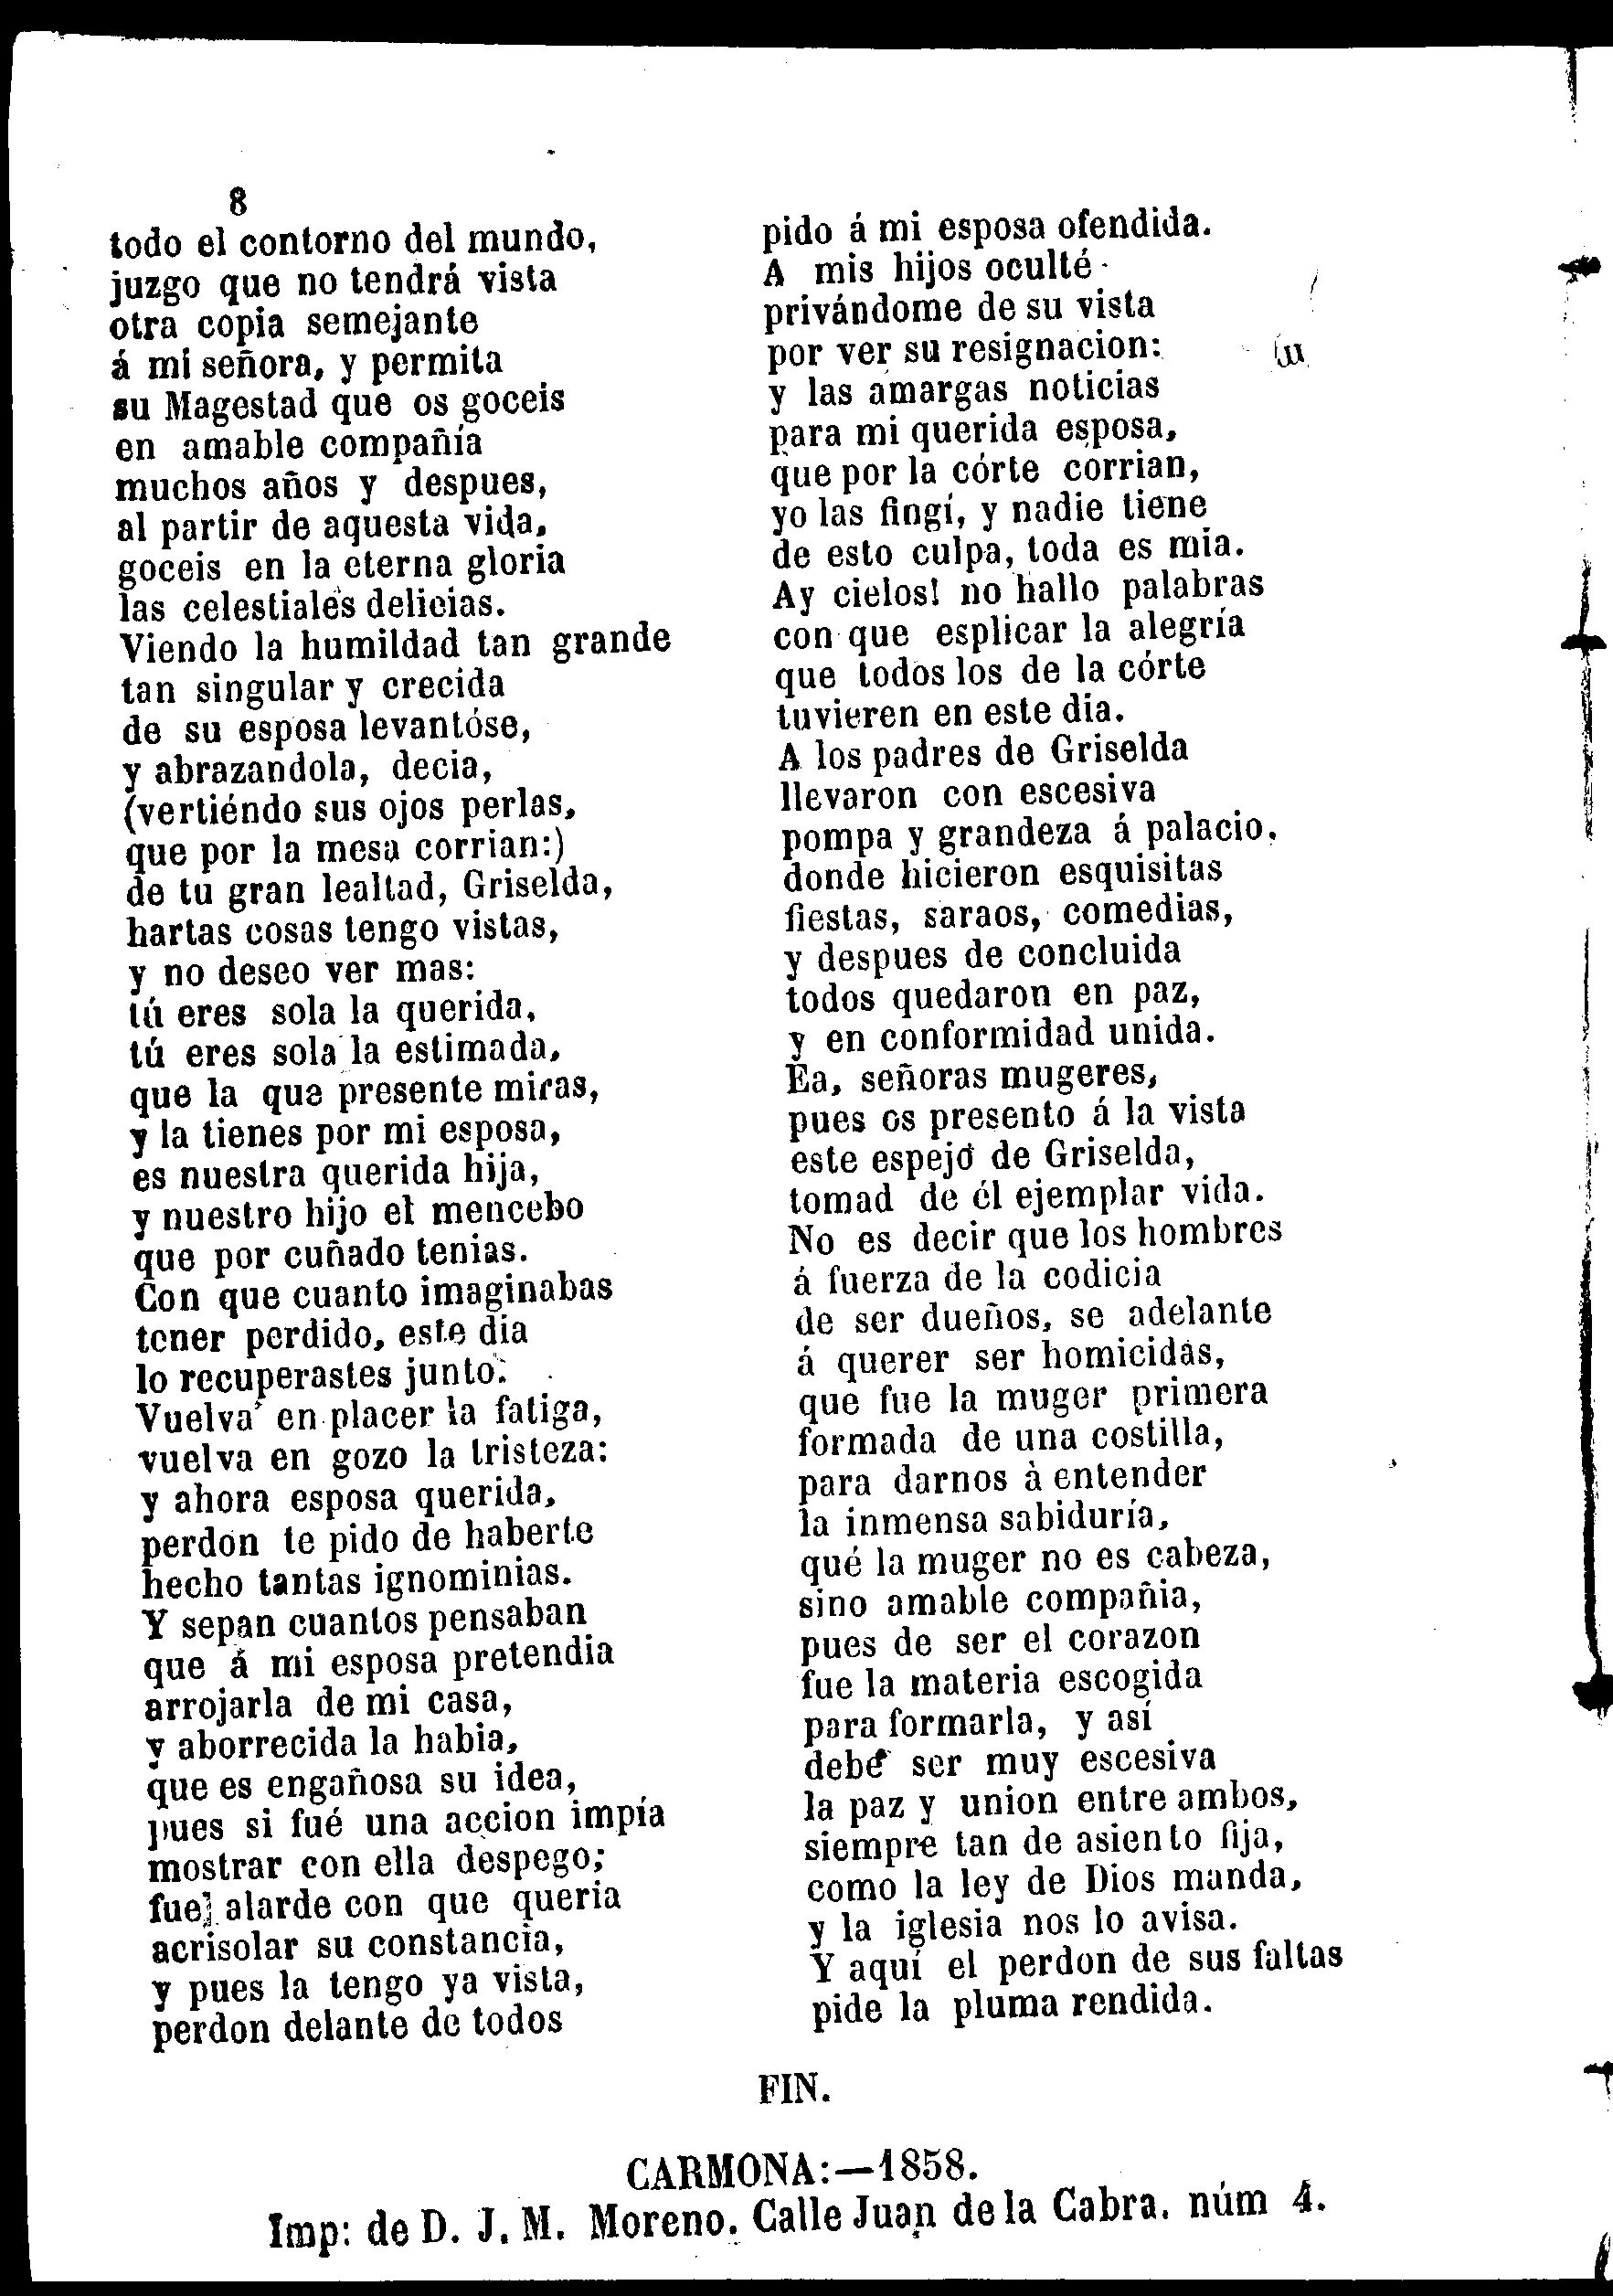 8
todo el contorno del mundo,
juzgo que no tendrá vista
otra copia semejante
á mi señora, y permita
su Magestad que os goceis
en amable compañía
muchos años y despues,
al partir de aquesta vida,
goceis en la eterna gloria
las celestiales delicias.
Viendo la humildad tan grande
tan singular y crecida
de su esposa levantóse,
y abrazandola, decia,
(vertiéndo sus ojos perlas,
que por la mesa corrian:)
de tu gran lealtad, Griselda,
hartas cosas tengo vistas,
y no deseo ver mas:
tú eres sola la querida,
tú eres sola la estimada,
que la que presente miras,
y la tienes por mi esposa,
es nuestra querida hija,
y nuestro hijo el mencebo
que por cuñado tenias.
Con que cuanto imaginabas
tener perdido, este dia
lo recuperastes junto:
Vuelva en placer la fatiga,
vuelva en gozo la tristeza:
y ahora esposa querida,
perdon te pido de haberte
hecho tantas ignominias.
Y sepan cuantos pensaban
que á mi esposa pretendia
arrojarla de mi casa,
y aborrecida la habia,
que es engañosa su idea,
pues si fué una accion impía
mostrar con ella despego;
fue alarde con que queria
acrisolar su constancia,
y pues la tengo ya vista,
perdon delante de todos
pido á mi esposa ofendida.
A mis hijos oculté
privándome de su vista
por ver su resignacion:
y las amargas noticias
para mi querida esposa,
que por la córte corrian,
yo las fingí, y nadie tiene
de esto culpa, toda es mia.
Ay cielos! no hallo palabras
con que esplicar la alegría
que todos los de la córte
tuvieren en este dia.
A los padres de Griselda
llevaron con escesiva
pompa y grandeza á palacio,
donde hicieron esquisitas
fiestas, saraos, comedias,
y despues de concluida
todos quedaron en paz,
y en conformidad unida.
Ea, señoras mugeres,
pues os presento á la vista
este espejo de Griselda,
tomad de él ejemplar vida.
No es decir que los hombres
á fuerza de la codicia
de ser dueños, se adelante
á querer ser homicidas,
que fue la muger primera
formada de una costilla,
para darnos à entender
la inmensa sabiduría,
qué la muger no es cabeza,
sino amable compañia,
pues de ser el corazon
fue la materia escogida
para formarla, y así
debe ser muy escesiva
la paz y union entre ambos,
siempre tan de asiento fija,
como la ley de Dios manda,
y la iglesia nos lo avisa.
Y aquí el perdon de sus faltas
pide la pluma rendida.
FIN.
CARMONA:—1858.
Imp: de D. J. M. Moreno. Calle Juan de la Cabra. núm 4.